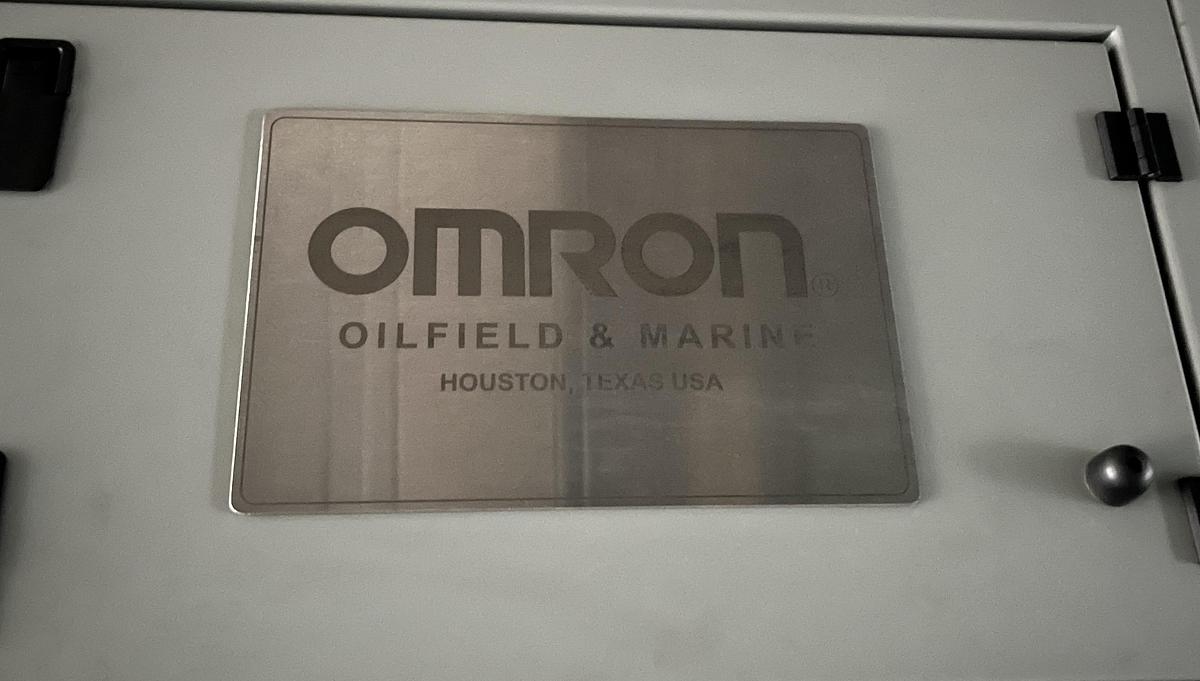 OMRON®
OILFIELD & MARINE
HOUSTON, TEXAS USA